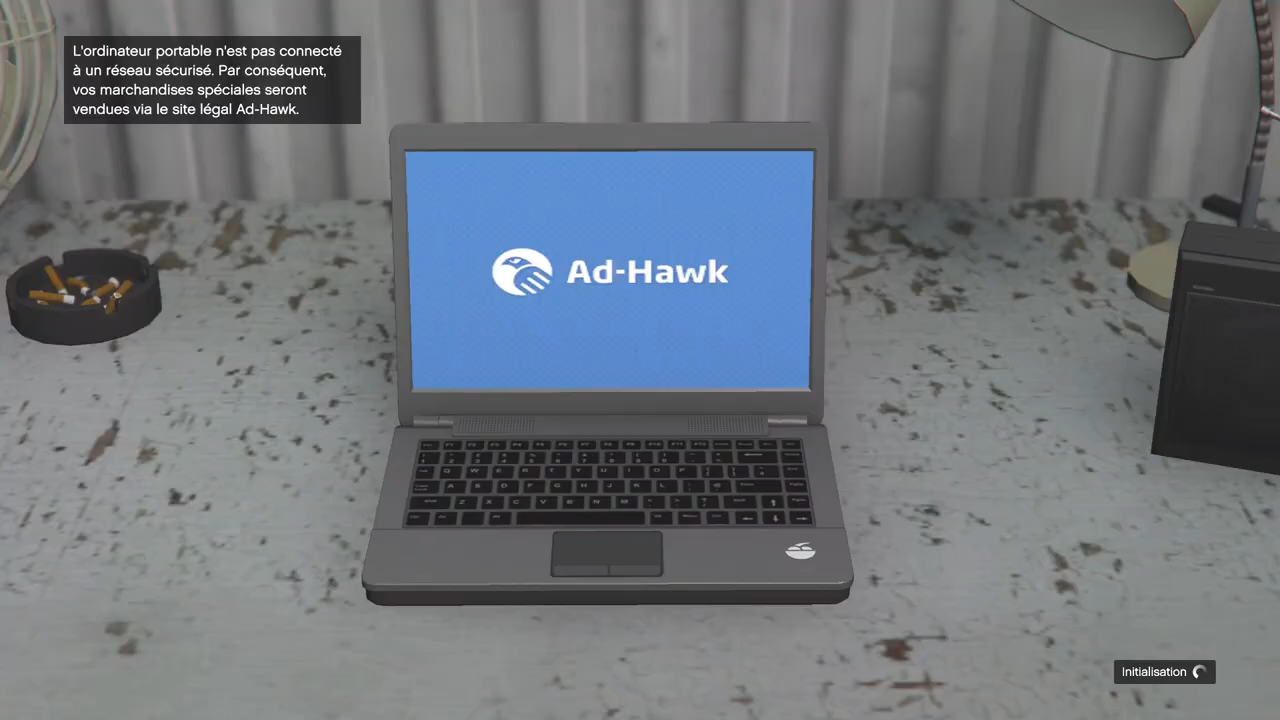 L'ordinateur portable n'est pas connecté
à un réseau sécurisé. Par conséquent,
vos marchandises spéciales seront
vendues via le site légal Ad-Hawk.
Ad-Hawk
Initialisation